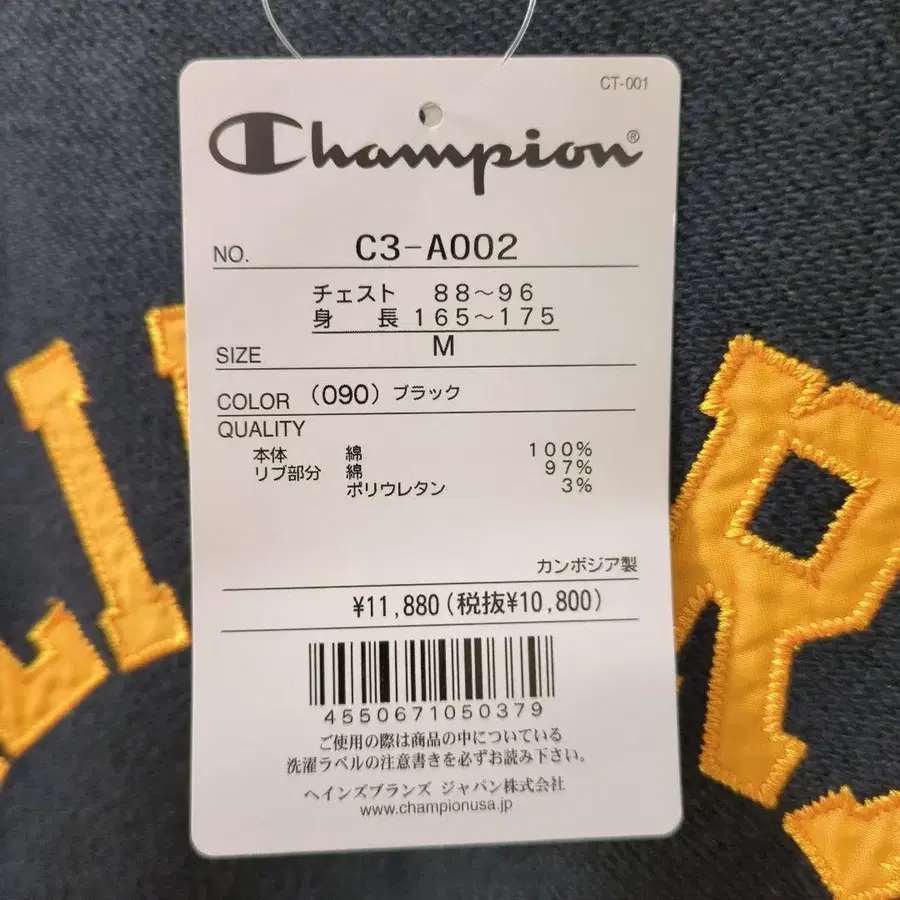 CT-001
Champion®
NO. C3-A002
チェスト 88〜96
身長 165〜175
SIZE M
COLOR (090) ブラック
QUALITY
本体 綿 100%
リブ部分 綿 97%
ポリウレタン 3%
カンボジア製
¥11,880(税抜¥10,800)
4550671050379
ご使用の際は商品の中についている
洗濯ラベルの注意書きを必ずお読み下さい。
ヘインズブランズ ジャパン株式会社
www.championusa.jp